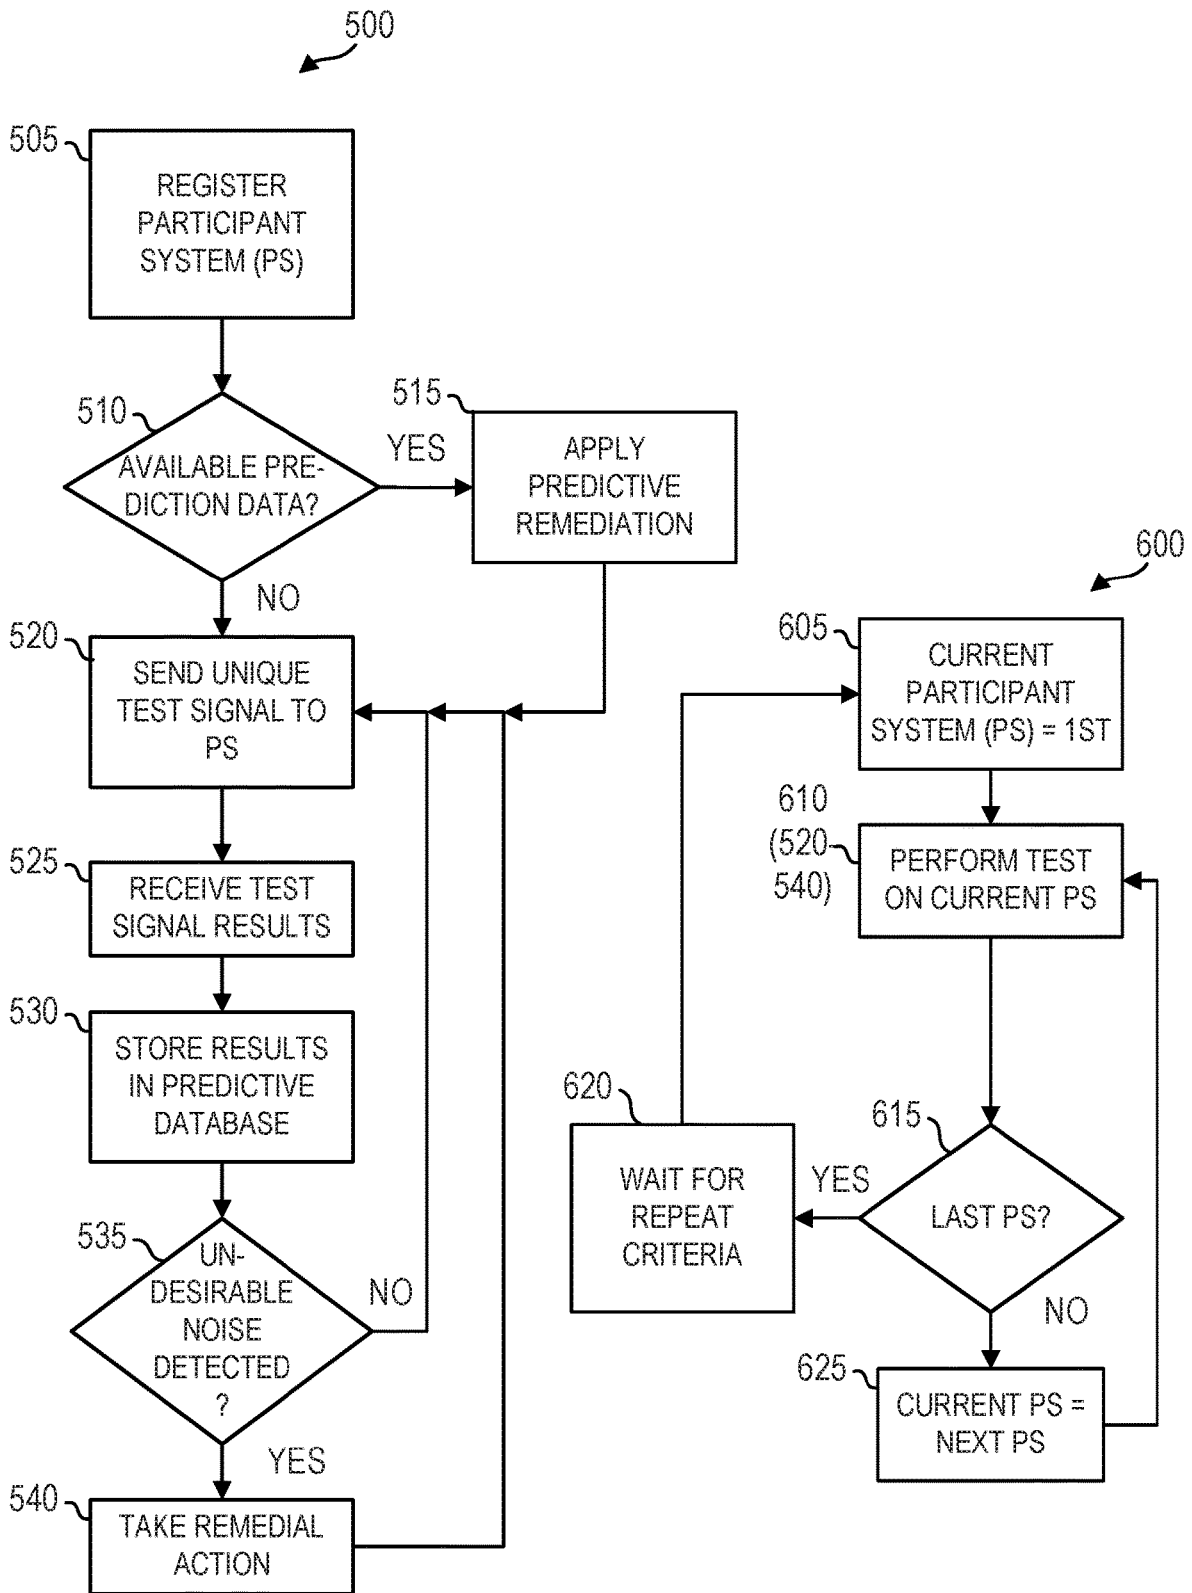 500
505
REGISTER
PARTICIPANT
SYSTEM (PS)
510
AVAILABLE PRE-
DICTION DATA?
YES
515
APPLY
PREDICTIVE
REMEDIATION
NO
520
SEND UNIQUE
TEST SIGNAL TO
PS
525
RECEIVE TEST
SIGNAL RESULTS
530
STORE RESULTS
IN PREDICTIVE
DATABASE
535
UN-
DESIRABLE
NOISE
DETECTED
?
NO
YES
540
TAKE REMEDIAL
ACTION
600
605
CURRENT
PARTICIPANT
SYSTEM (PS) = 1ST
610
(520-
540)
PERFORM TEST
ON CURRENT PS
615
LAST PS?
YES
620
WAIT FOR
REPEAT
CRITERIA
NO
625
CURRENT PS =
NEXT PS